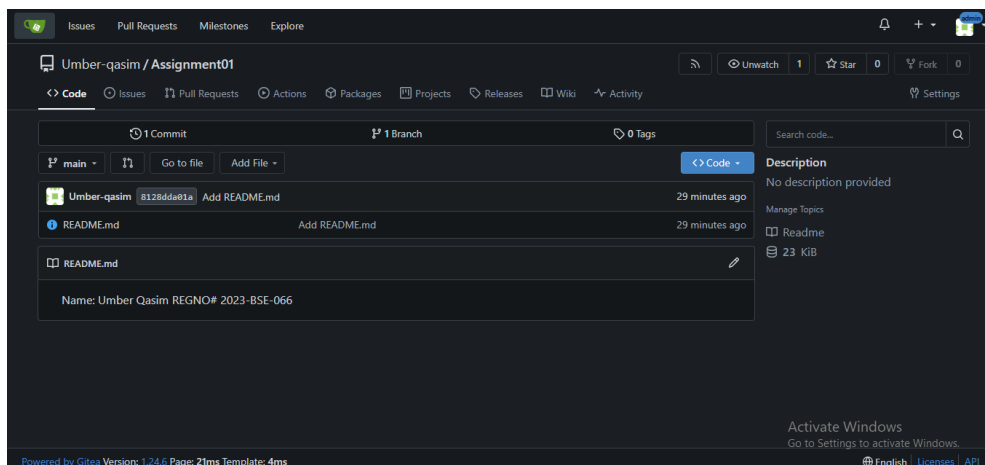 Issues Pull Requests Milestones Explore
admin
Umber-qasim / Assignment01
Unwatch 1 Star 0 Fork 0
Code Issues Pull Requests Actions Packages Projects Releases Wiki Activity Settings
1 Commit 1 Branch 0 Tags
Search code...
main Go to file Add File Code
Description
No description provided
Umber-qasim 8128dda01a Add README.md 29 minutes ago
Manage Topics
README.md Add README.md 29 minutes ago
Readme
23 KiB
README.md
Name: Umber Qasim REGNO# 2023-BSE-066
Activate Windows
Go to Settings to activate Windows.
Powered by Gitea Version: 1.24.6 Page: 21ms Template: 4ms English Licenses API